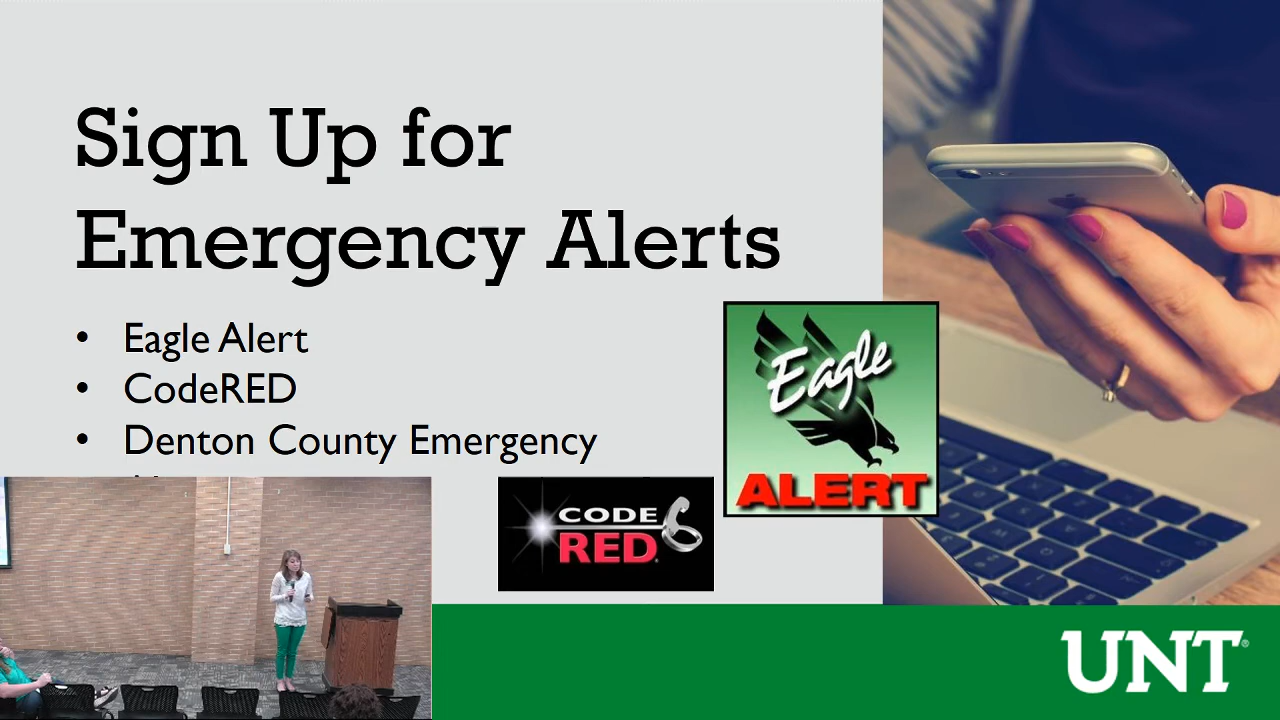 Sign Up for
Emergency Alerts
• Eagle Alert
• CodeRED
• Denton County Emergency
Eagle
ALERT
CODE
RED
UNT